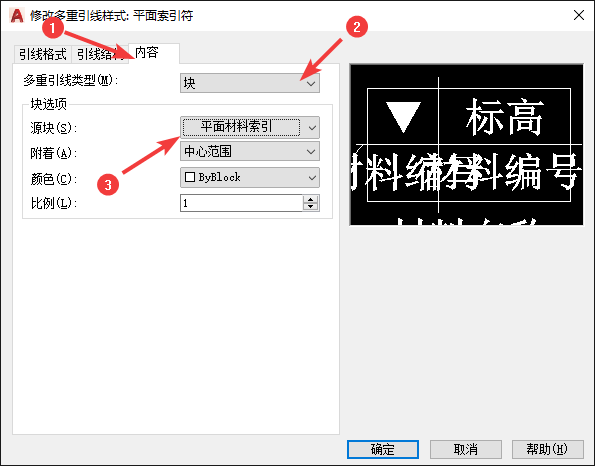 修改多重引线样式: 平面索引符
1
2
引线格式 引线结构 内容
多重引线类型(M): 块
块选项
源块(S): 平面材料索引
3
附着(A): 中心范围
颜色(C): ByBlock
比例(L): 1
标高
材料编号
材料编号
确定 取消 帮助(H)